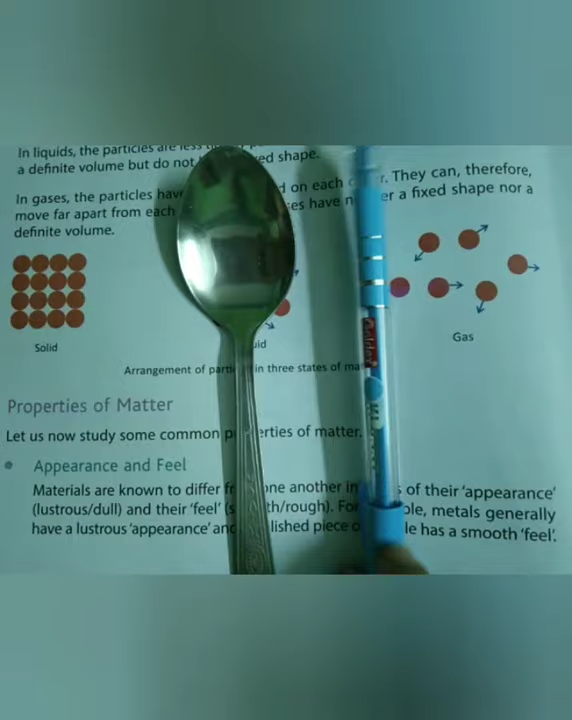 In liquids, the particles are less
a definite volume but do not ed shape.
In gases, the particles hav d on each r. They can, therefore,
move far apart from each es have n er a fixed shape nor a
definite volume.
Solid
uid
Gas
Arrangement of parti in three states of ma
Properties of Matter
Let us now study some common p erties of matter.
Appearance and Feel
Materials are known to differ fr one another in s of their 'appearance'
(lustrous/dull) and their 'feel' (s th/rough). For ple, metals generally
have a lustrous 'appearance' and lished piece o le has a smooth 'feel'.
Goldex